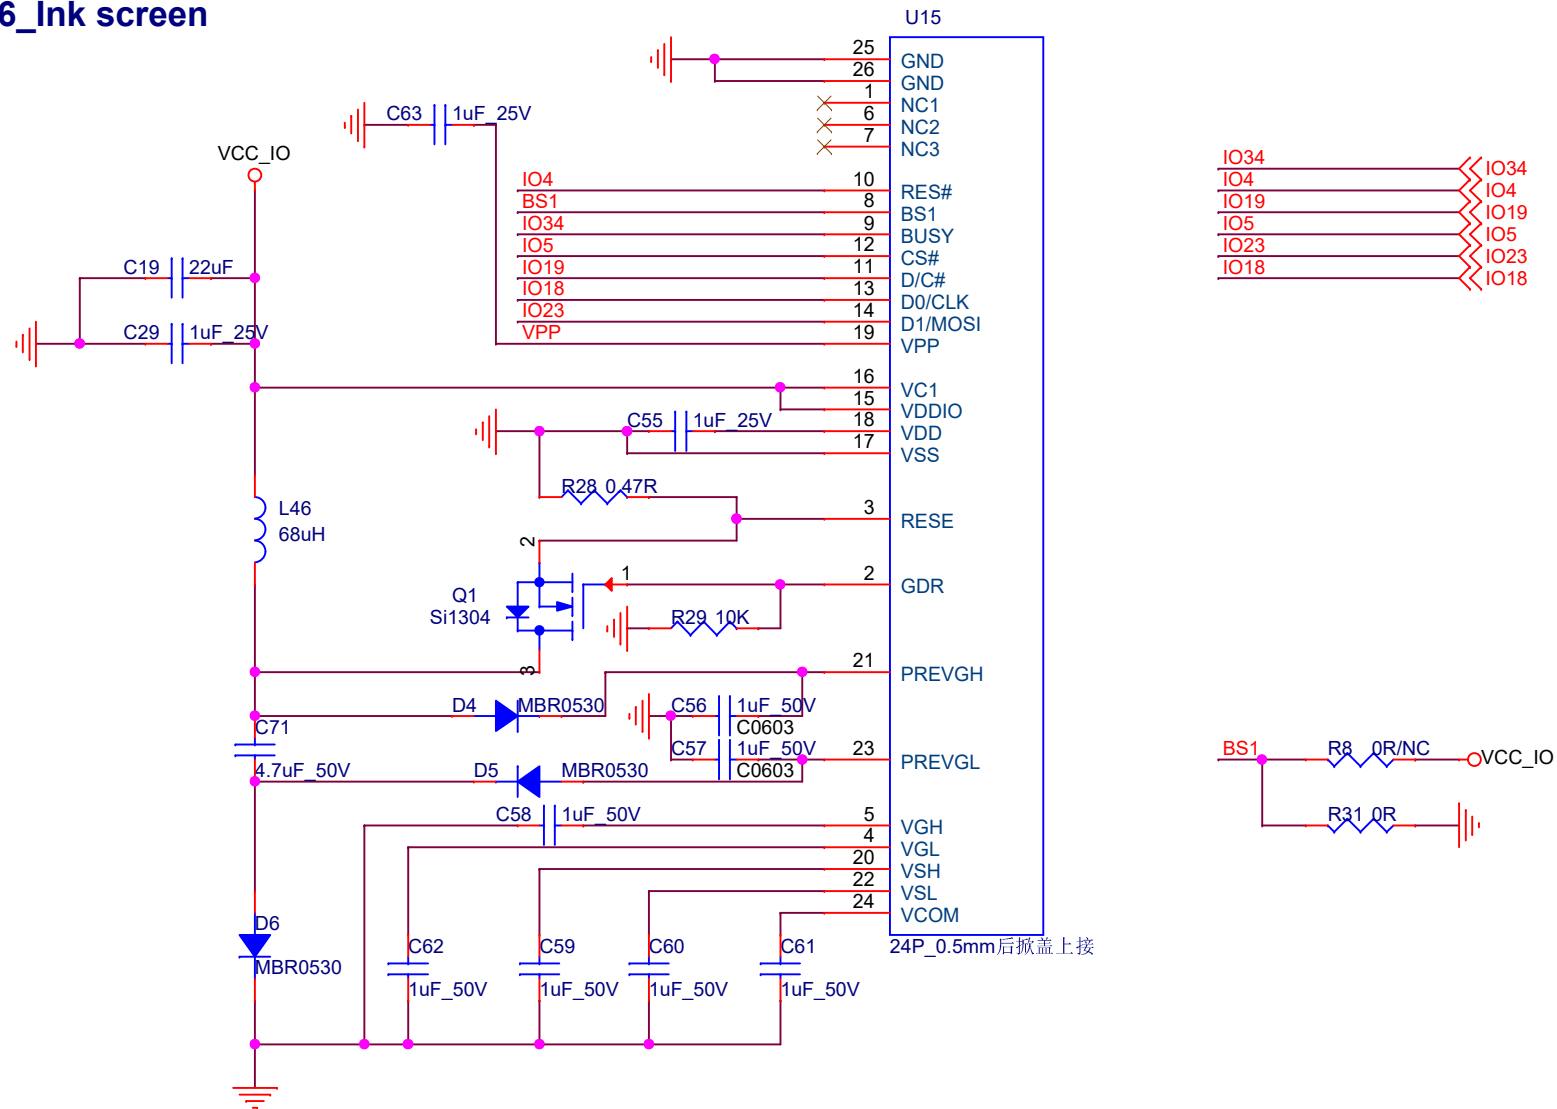 6_Ink screen
U15
25 GND
26 GND
1 NC1
6 NC2
7 NC3
C63 1uF_25V
VCC_IO
IO4 10 RES#
BS1 8 BS1
IO34 9 BUSY
IO5 12 CS#
IO19 11 D/C#
IO18 13 D0/CLK
IO23 14 D1/MOSI
VPP 19 VPP
IO34 IO34
IO4 IO4
IO19 IO19
IO5 IO5
IO23 IO23
IO18 IO18
C19 22uF
C29 1uF_25V
16 VC1
15 VDDIO
C55 1uF_25V 18 VDD
17 VSS
R28 0.47R
L46
68uH
3 RESE
2
1
2 GDR
Q1
Si1304
R29 10K
3
21 PREVGH
D4 MBR0530
C56 1uF_50V
C0603
C71
4.7uF_50V
C57 1uF_50V
C0603
23 PREVGL
D5 MBR0530
C58 1uF_50V
5 VGH
4 VGL
20 VSH
22 VSL
24 VCOM
24P_0.5mm后掀盖上接
BS1 R8 0R/NC VCC_IO
R31 0R
D6
MBR0530
C62
1uF_50V
C59
1uF_50V
C60
1uF_50V
C61
1uF_50V